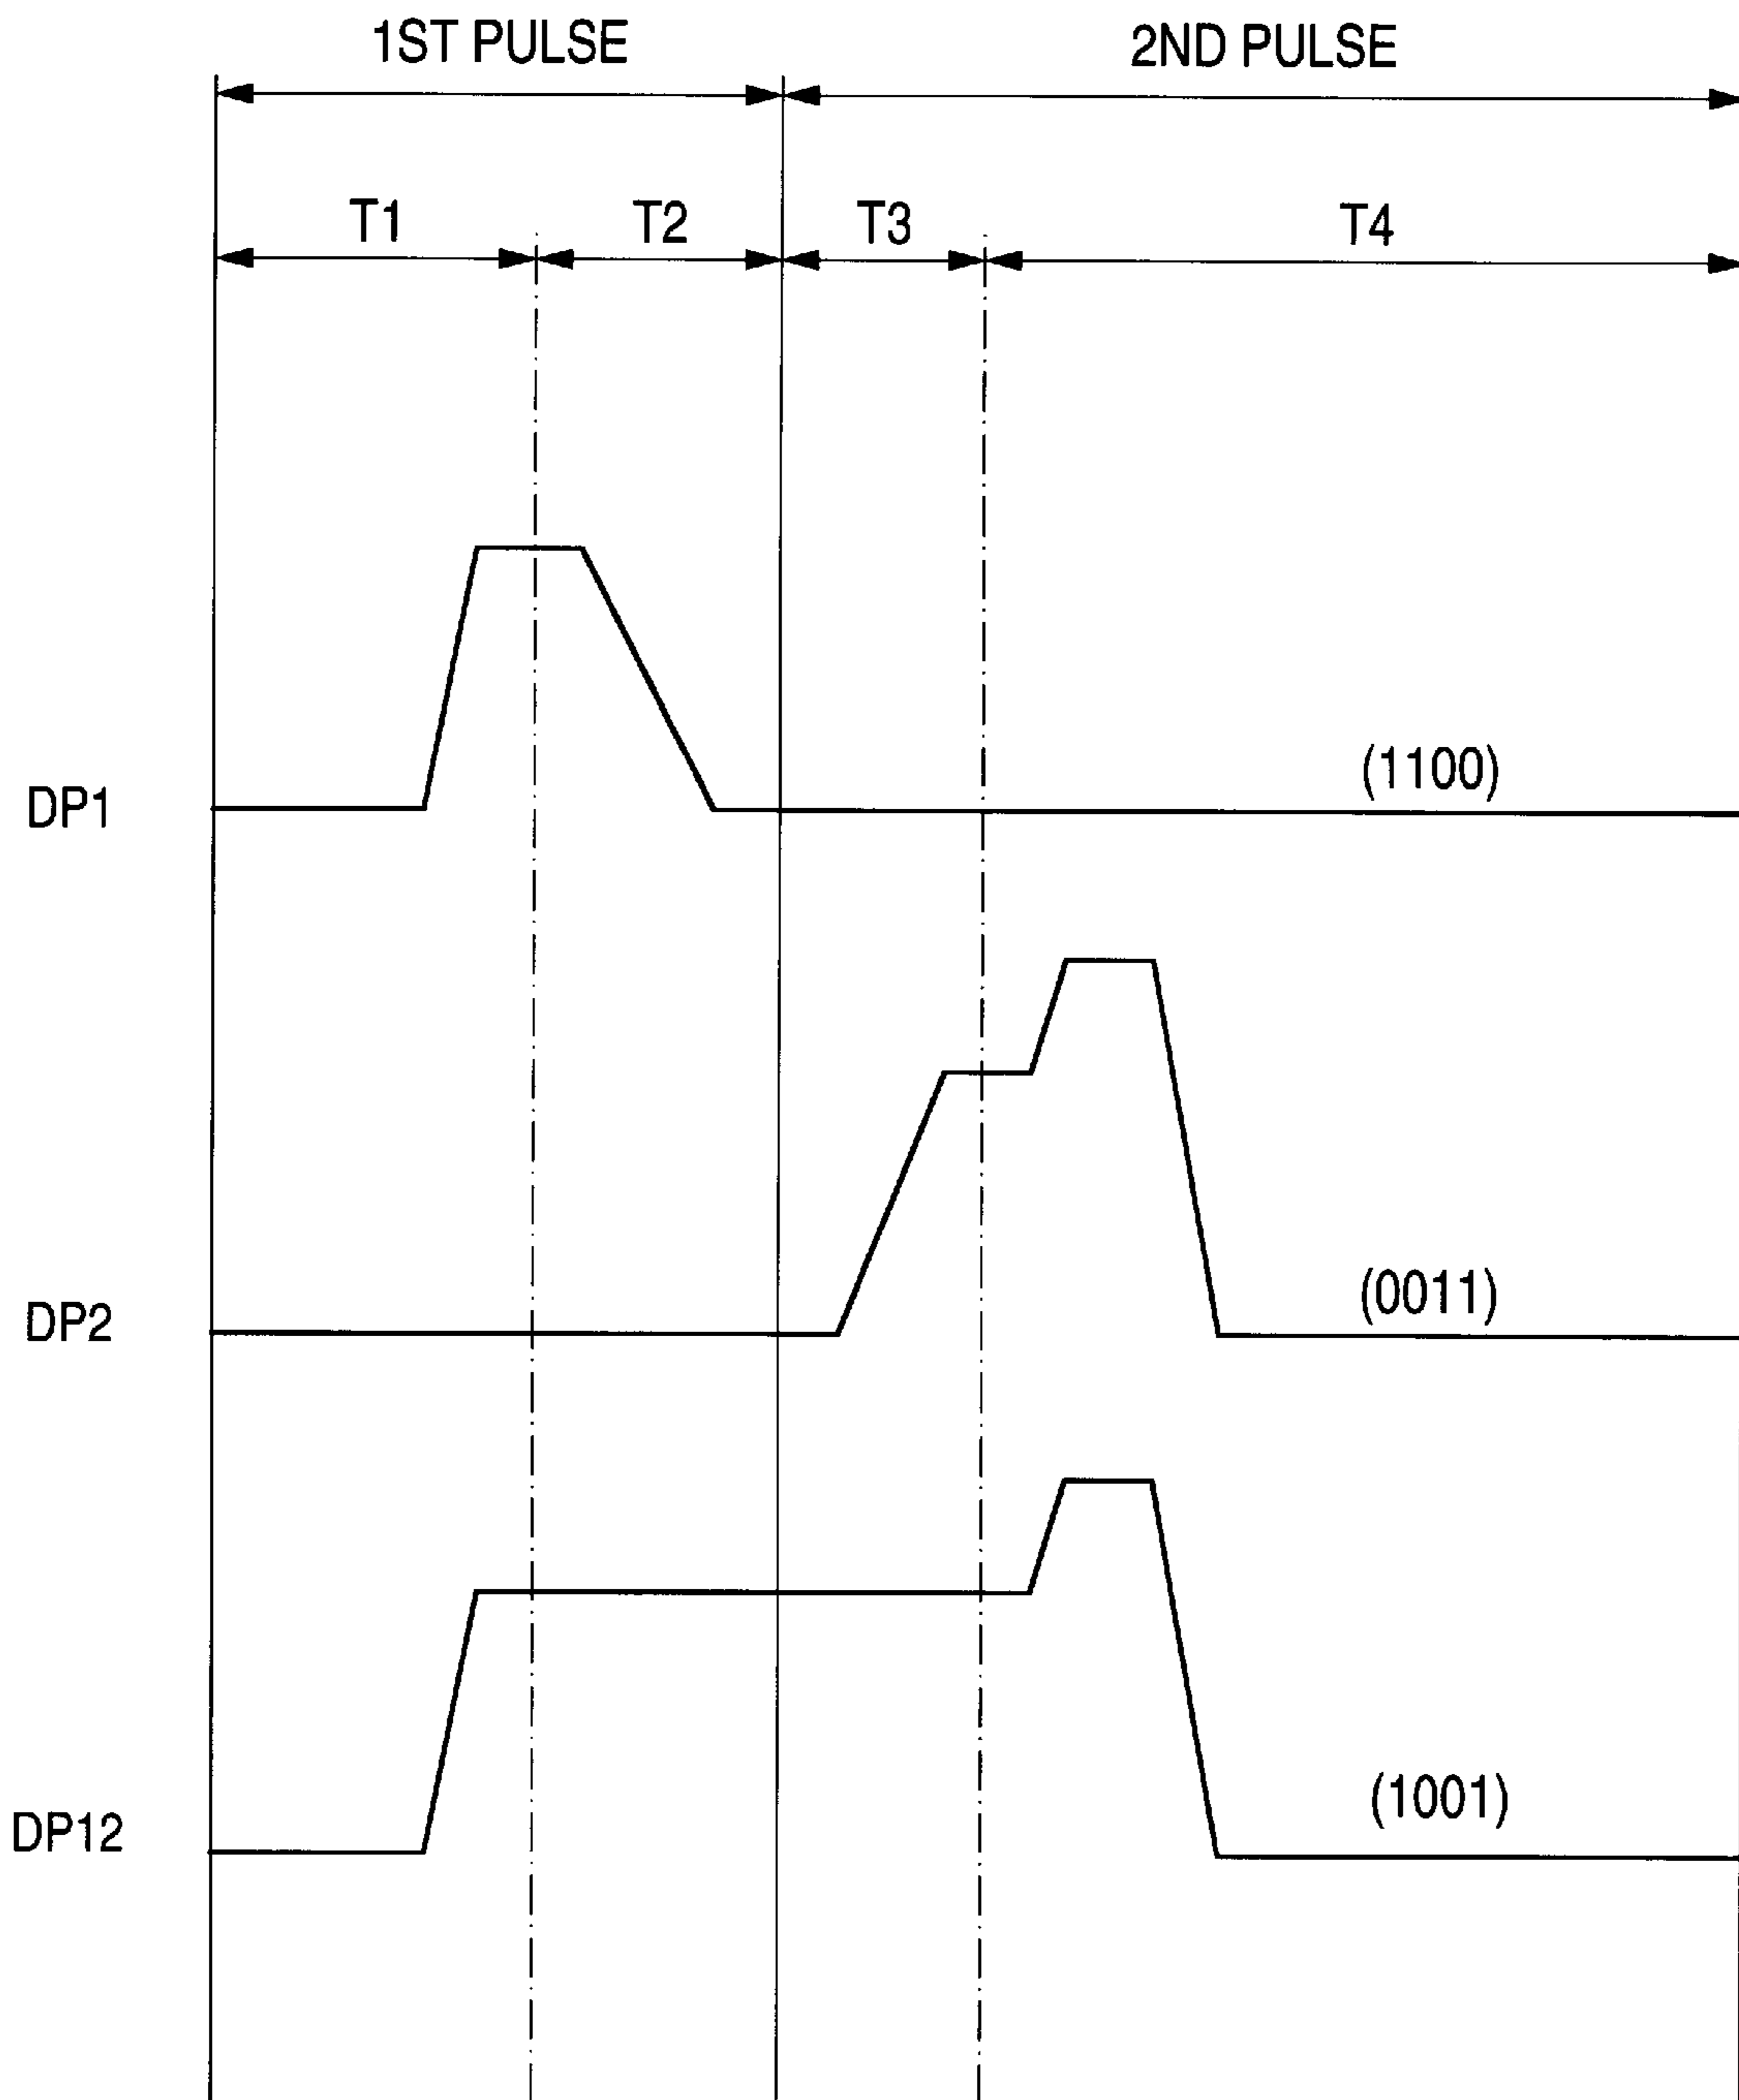 1ST PULSE
2ND PULSE
T1
T2
T3
T4
(1100)
DP1
(0011)
DP2
(1001)
DP12